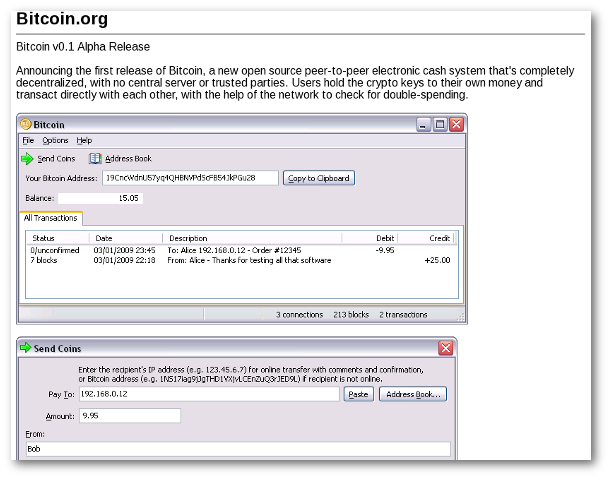 Bitcoin.org
Bitcoin v0.1 Alpha Release
Announcing the first release of Bitcoin, a new open source peer-to-peer electronic cash system that's completely
decentralized, with no central server or trusted parties. Users hold the crypto keys to their own money and
transact directly with each other, with the help of the network to check for double-spending.
Bitcoin
File Options Help
Send Coins Address Book
Your Bitcoin Address: Copy to Clipboard
Balance: 15.05
All Transactions
Status Date Description Debit Credit
0/unconfirmed 03/01/2009 23:45 To: Alice 192.168.0.12 - Order #12345 -9.95
7 blocks 03/01/2009 22:18 From: Alice - Thanks for testing all that software +25.00
3 connections 213 blocks 2 transactions
Send Coins
Enter the recipient's IP address (e.g. 123.45.6.7) for online transfer with comments and confirmation,
or Bitcoin address (e.g. if recipient is not online.
Pay To: 192.168.0.12 Paste Address Book...
Amount: 9.95
From:
Bob